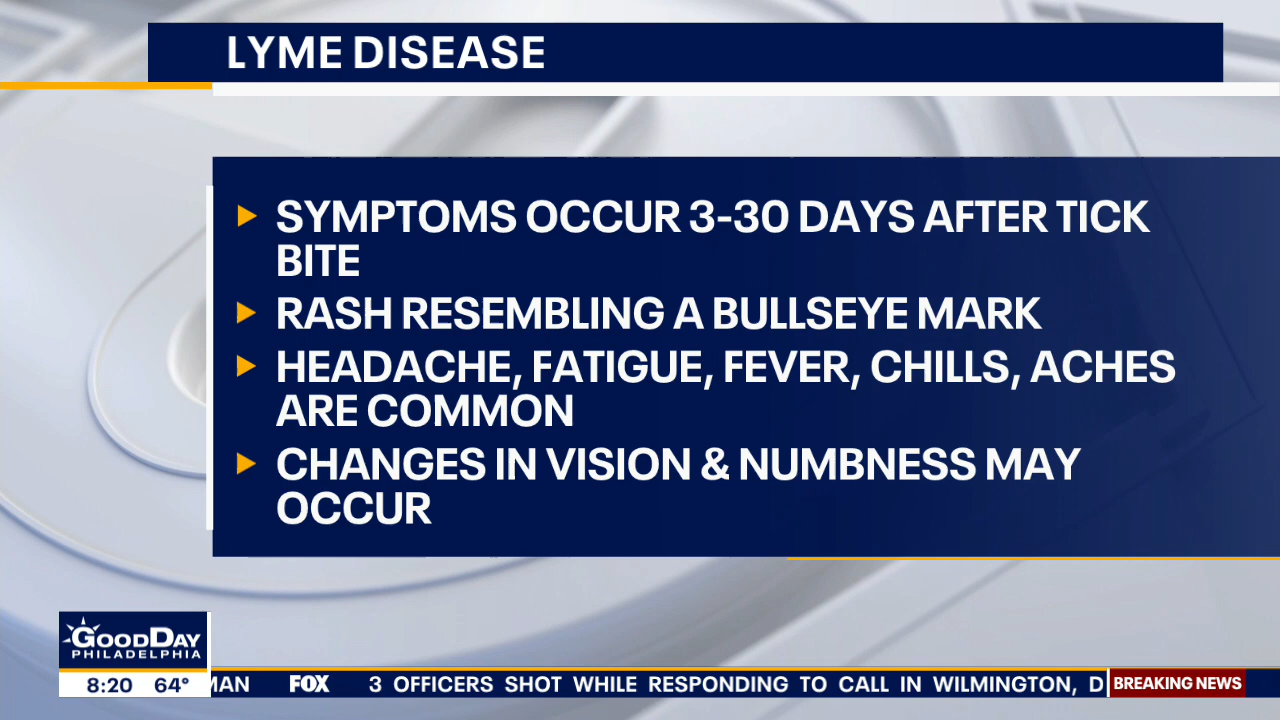 LYME DISEASE
SYMPTOMS OCCUR 3-30 DAYS AFTER TICK
BITE
RASH RESEMBLING A BULLSEYE MARK
HEADACHE, FATIGUE, FEVER, CHILLS, ACHES
ARE COMMON
CHANGES IN VISION & NUMBNESS MAY
OCCUR
GOODDAY
PHILADELPHIA
8:20 64° MAN FOX 3 OFFICERS SHOT WHILE RESPONDING TO CALL IN WILMINGTON, D BREAKING NEWS